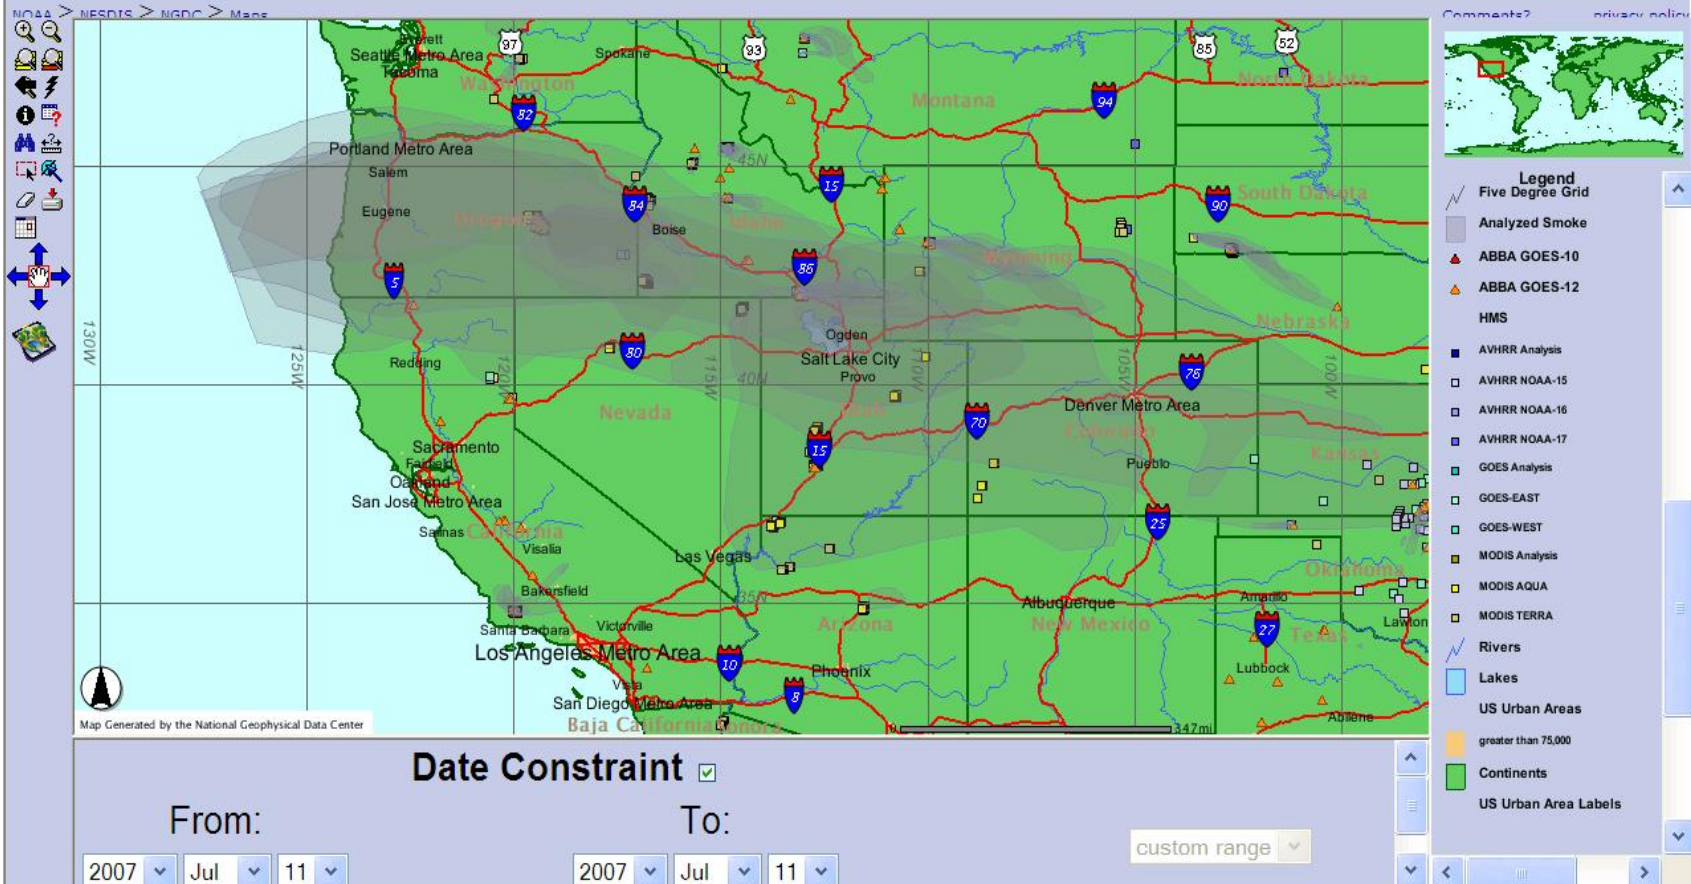 NOAA > NESDIS > NGDC > Maps
Comments? privacy policy
97
93
85
52
Everett
Seattle Metro Area
Spokane
Tacoma
Washington
Montana
North Dakota
94
82
Portland Metro Area
45N
Salem
15
South Dakota
84
90
Eugene
Oregon
Boise
Idaho
Wyoming
5
86
130W
125W
120W
115W
110W
105W
100W
Ogden
Nebraska
Redding
80
Salt Lake City
40N
Provo
76
Nevada
Utah
70
Denver Metro Area
Colorado
Sacramento
15
Kansas
Fairfield
Pueblo
Oakland
San Jose Metro Area
25
Salinas
California
Visalia
Las Vegas
Oklahoma
Bakersfield
35N
Albuquerque
Amarillo
Santa Barbara
Victorville
Arizona
New Mexico
27
Texas
Lawton
Los Angeles Metro Area
10
Phoenix
Lubbock
Vista
8
San Diego Metro Area
Baja California
Sonora
Abilene
0
347mi
Map Generated by the National Geophysical Data Center
Legend
Five Degree Grid
Analyzed Smoke
ABBA GOES-10
ABBA GOES-12
HMS
AVHRR Analysis
AVHRR NOAA-15
AVHRR NOAA-16
AVHRR NOAA-17
GOES Analysis
GOES-EAST
GOES-WEST
MODIS Analysis
MODIS AQUA
MODIS TERRA
Rivers
Lakes
US Urban Areas
greater than 75,000
Continents
US Urban Area Labels
Date Constraint
From:
To:
custom range
2007 Jul 11
2007 Jul 11